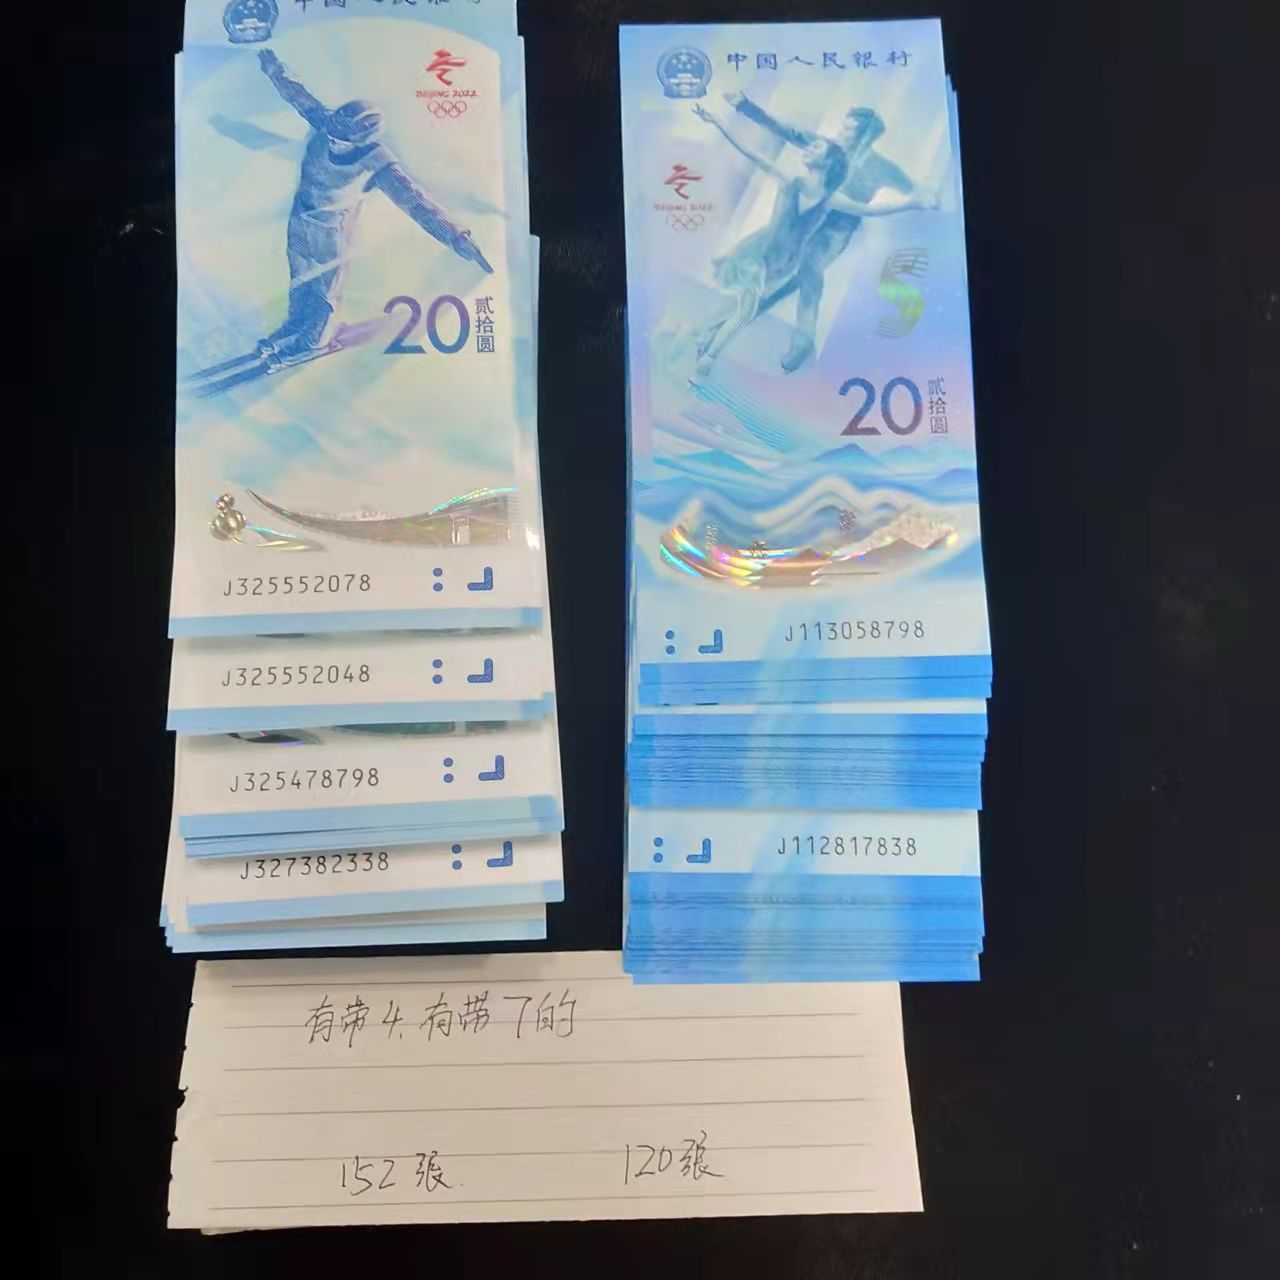 中国人民银行
BEIJING 2022
20 贰拾圆
J325552078
J325552048
J325478798
J327382338
中国人民银行
BEIJING 2022
20 贰拾圆
J113058798
J112817838
有带4.有带7的
152張 120張